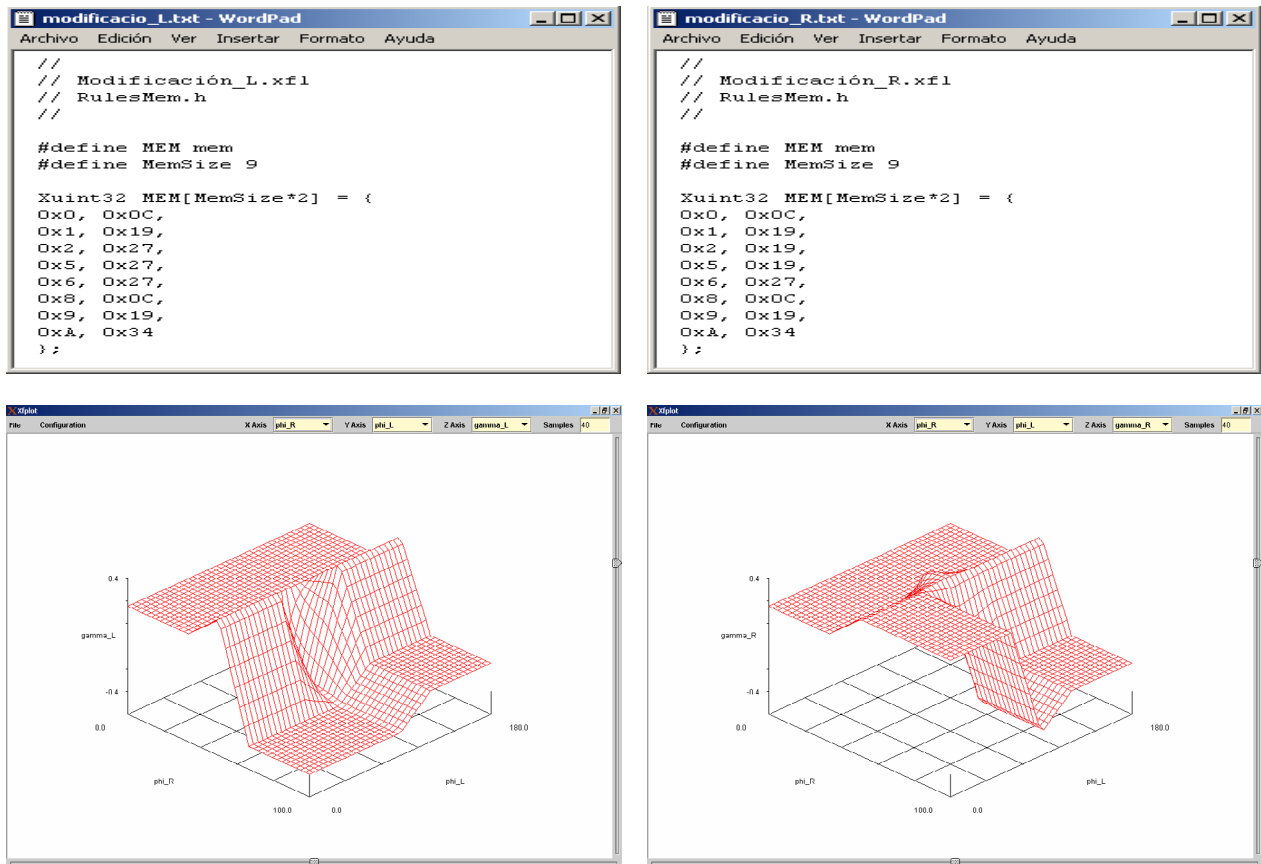 modificacio_L.txt - WordPad
Archivo Edición Ver Insertar Formato Ayuda
//
// Modificación_L.xfl
// RulesMem.h
//
#define MEM mem
#define MemSize 9
Xuint32 MEM[MemSize*2] = {
0x0, 0x0C,
0x1, 0x19,
0x2, 0x27,
0x5, 0x27,
0x6, 0x27,
0x8, 0x0C,
0x9, 0x19,
0xA, 0x34
};
modificacio_R.txt - WordPad
Archivo Edición Ver Insertar Formato Ayuda
//
// Modificación_R.xfl
// RulesMem.h
//
#define MEM mem
#define MemSize 9
Xuint32 MEM[MemSize*2] = {
0x0, 0x0C,
0x1, 0x19,
0x2, 0x19,
0x5, 0x19,
0x6, 0x27,
0x8, 0x0C,
0x9, 0x19,
0xA, 0x34
};
Xfplot
File Configuration X Axis phi_R Y Axis phi_L Z Axis gamma_L Samples 40
0.4
gamma_L
-0.4
0.0
180.0
phi_R
phi_L
100.0
0.0
Xfplot
File Configuration X Axis phi_R Y Axis phi_L Z Axis gamma_R Samples 40
0.4
gamma_R
-0.4
0.0
180.0
phi_R
phi_L
100.0
0.0